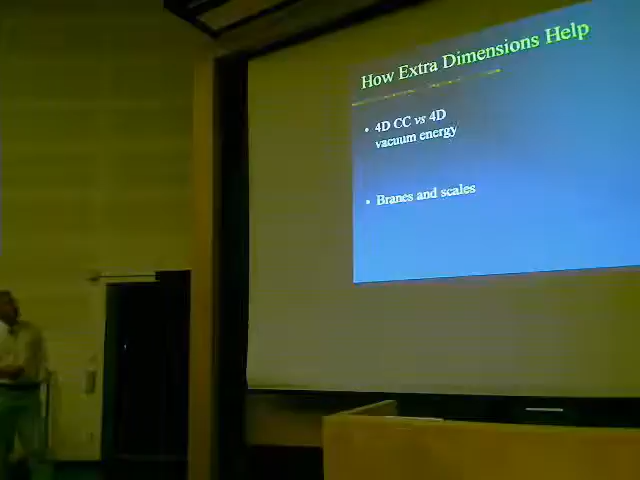 How Extra Dimensions Help
• 4D CC vs 4D
vacuum energy
• Branes and scales